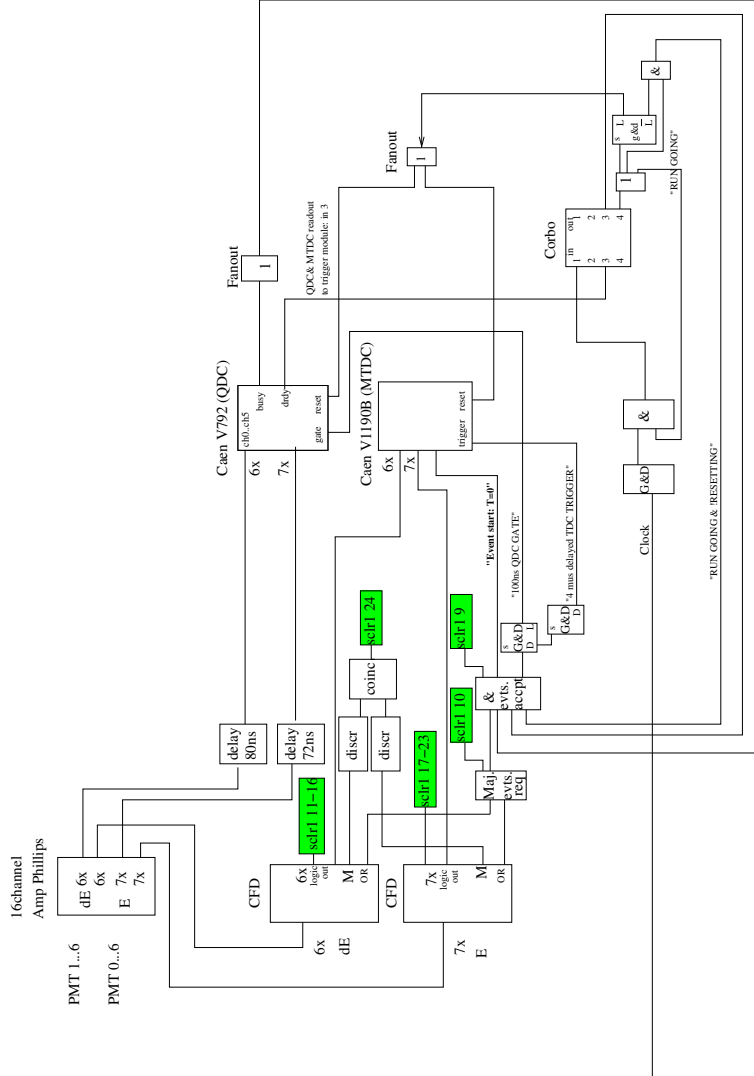 16channel
Amp Phillips
PMT 1...6
PMT 0...6
dE 6x
6x
E 7x
7x
delay
80ns
delay
72ns
Caen V792 (QDC)
6x
7x
ch0..ch5
busy
drdy
gate reset
Fanout
1
QDC& MTDC readout
to trigger module: in 3
Fanout
1
Caen V1190B (MTDC)
6x
7x
trigger reset
CFD
6x
dE
6x
logic
out
M
OR
sclr1 11−16
discr
discr
coinc
sclr1 24
CFD
7x
E
7x
logic
out
M
OR
sclr1 17−23
Maj.
evts.
req
sclr1 10
&
evts.
accpt
sclr1 9
"Event start: T=0"
"100ns QDC GATE"
s
G&D
D L
"4 mus delayed TDC TRIGGER"
s
G&D
D
Corbo
in out
1 1
2 2
3 3
4 4
1
s L
g&d
L
&
"RUN GOING"
Clock
G&D
&
"RUN GOING & !RESETTING"